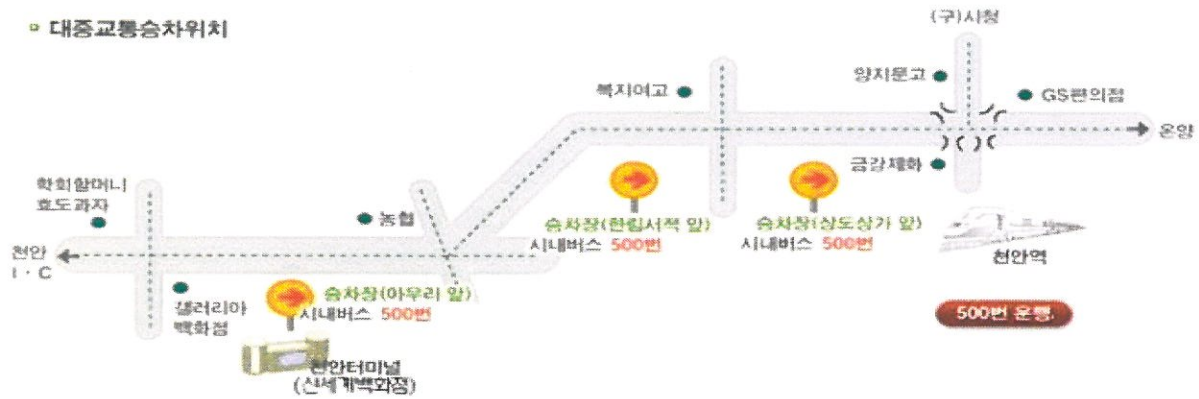 대중교통승차위치
(구)시청
복지여고
양지문고
GS편의점
온양
금강제화
학화할머니
효도과자
농협
승차장(한림서적 앞)
시내버스 500번
승차장(상도상가 앞)
시내버스 500번
천안역
천안
I · C
갤러리아
백화점
승차장(아우리 앞)
시내버스 500번
500번 운행
천안터미널
(신세계백화점)